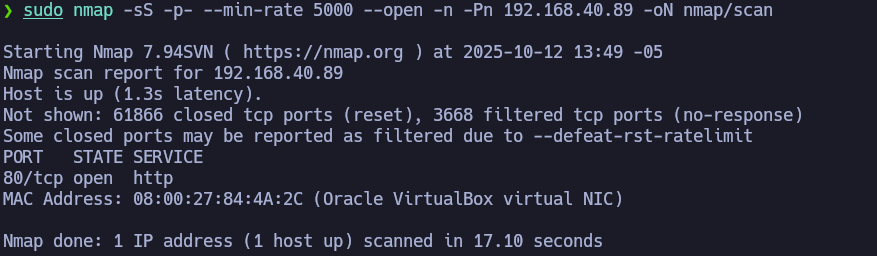 ❯ sudo nmap -sS -p- --min-rate 5000 --open -n -Pn 192.168.40.89 -oN nmap/scan
Starting Nmap 7.94SVN ( https://nmap.org ) at 2025-10-12 13:49 -05
Nmap scan report for 192.168.40.89
Host is up (1.3s latency).
Not shown: 61866 closed tcp ports (reset), 3668 filtered tcp ports (no-response)
Some closed ports may be reported as filtered due to --defeat-rst-ratelimit
PORT   STATE SERVICE
80/tcp open  http
MAC Address: 08:00:27:84:4A:2C (Oracle VirtualBox virtual NIC)
Nmap done: 1 IP address (1 host up) scanned in 17.10 seconds